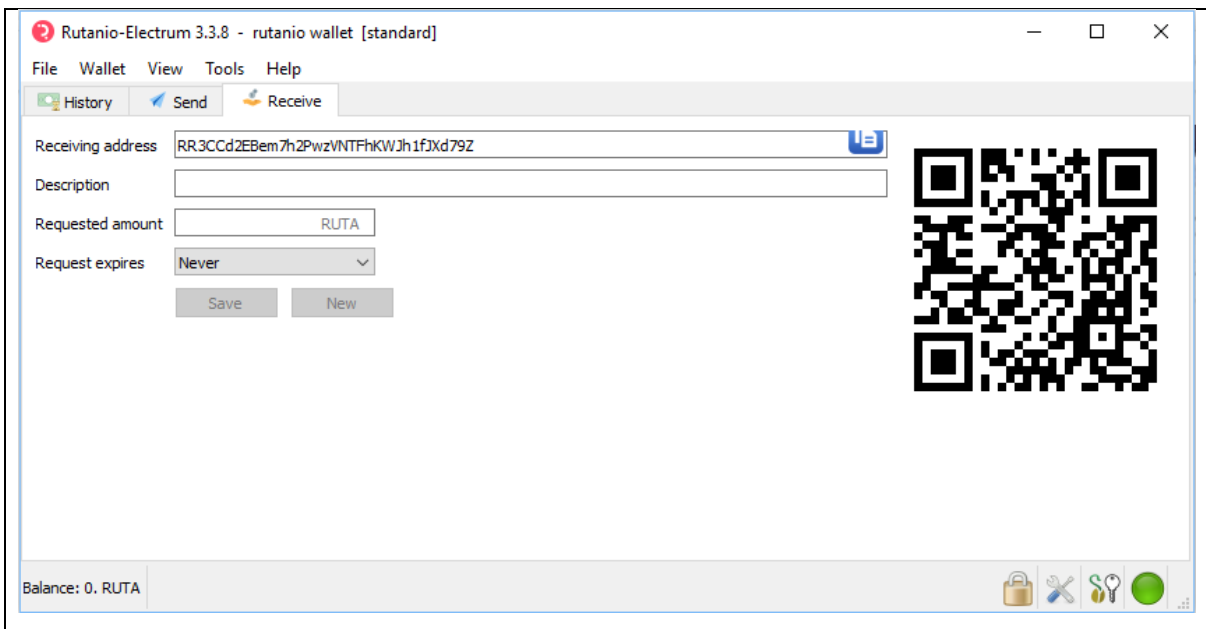 Rutanio-Electrum 3.3.8 - rutanio wallet [standard]
File Wallet View Tools Help
History Send Receive
Receiving address RR3CCd2EBem7h2PwzVNTFhKWJh1fJXd79Z
Description
Requested amount RUTA
Request expires Never
Save New
Balance: 0. RUTA